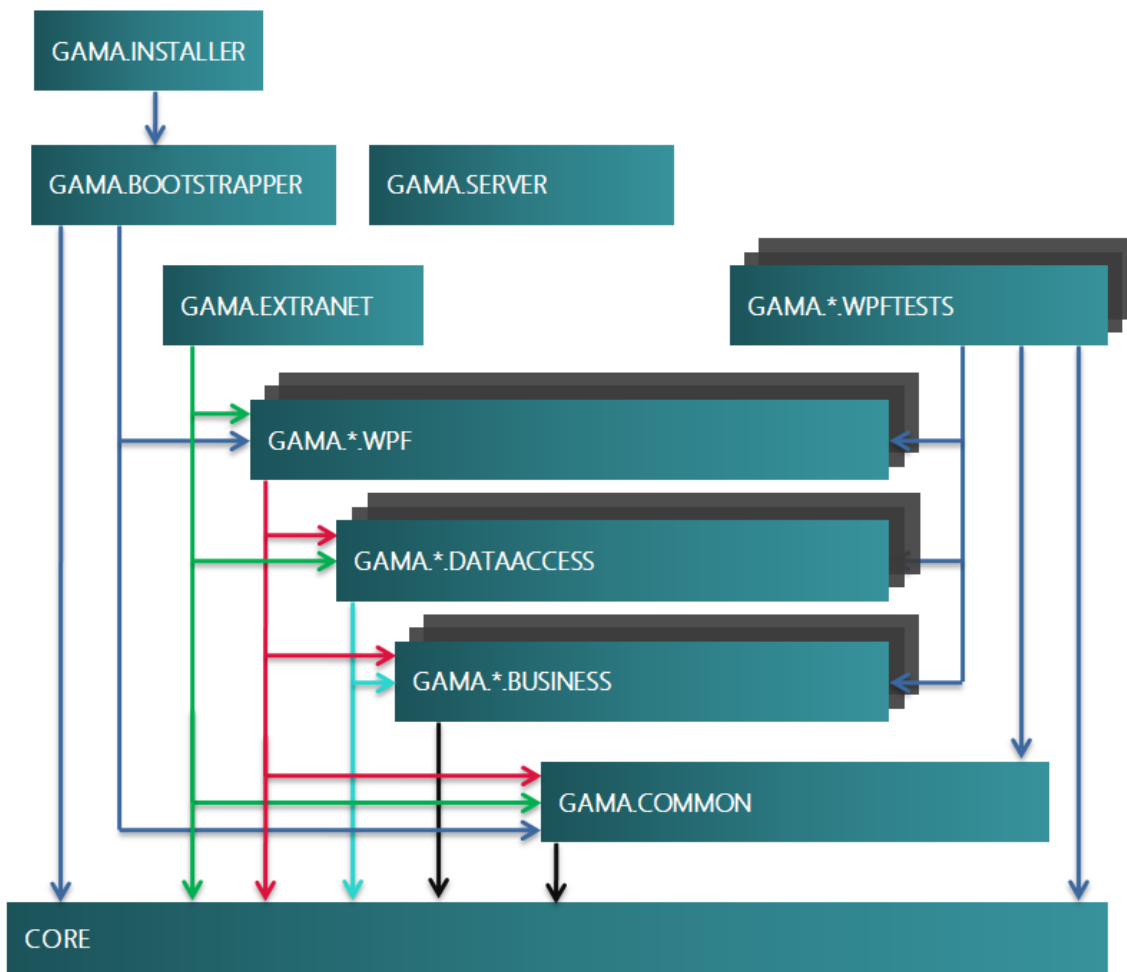 GAMA.INSTALLER
GAMA.BOOTSTRAPPER
GAMA.SERVER
GAMA.EXTRANET
GAMA.*.WPFTESTS
GAMA.*.WPF
GAMA.*.DATAACCESS
GAMA.*.BUSINESS
GAMA.COMMON
CORE